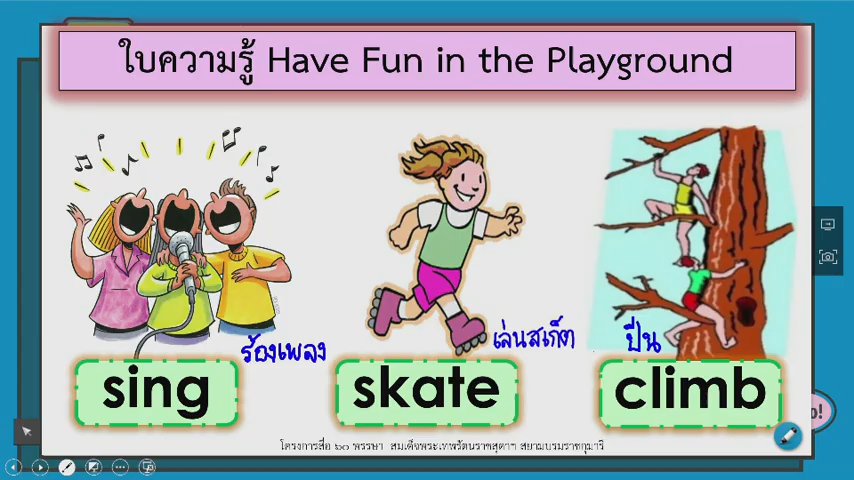 ใบความรู้ Have Fun in the Playground
ร้องเพลง
เล่นสเก็ต
ปีน
sing
skate
climb
โครงการสื่อ ๖๐ พรรษา สมเด็จพระเทพรัตนราชสุดาฯ สยามบรมราชกุมารี